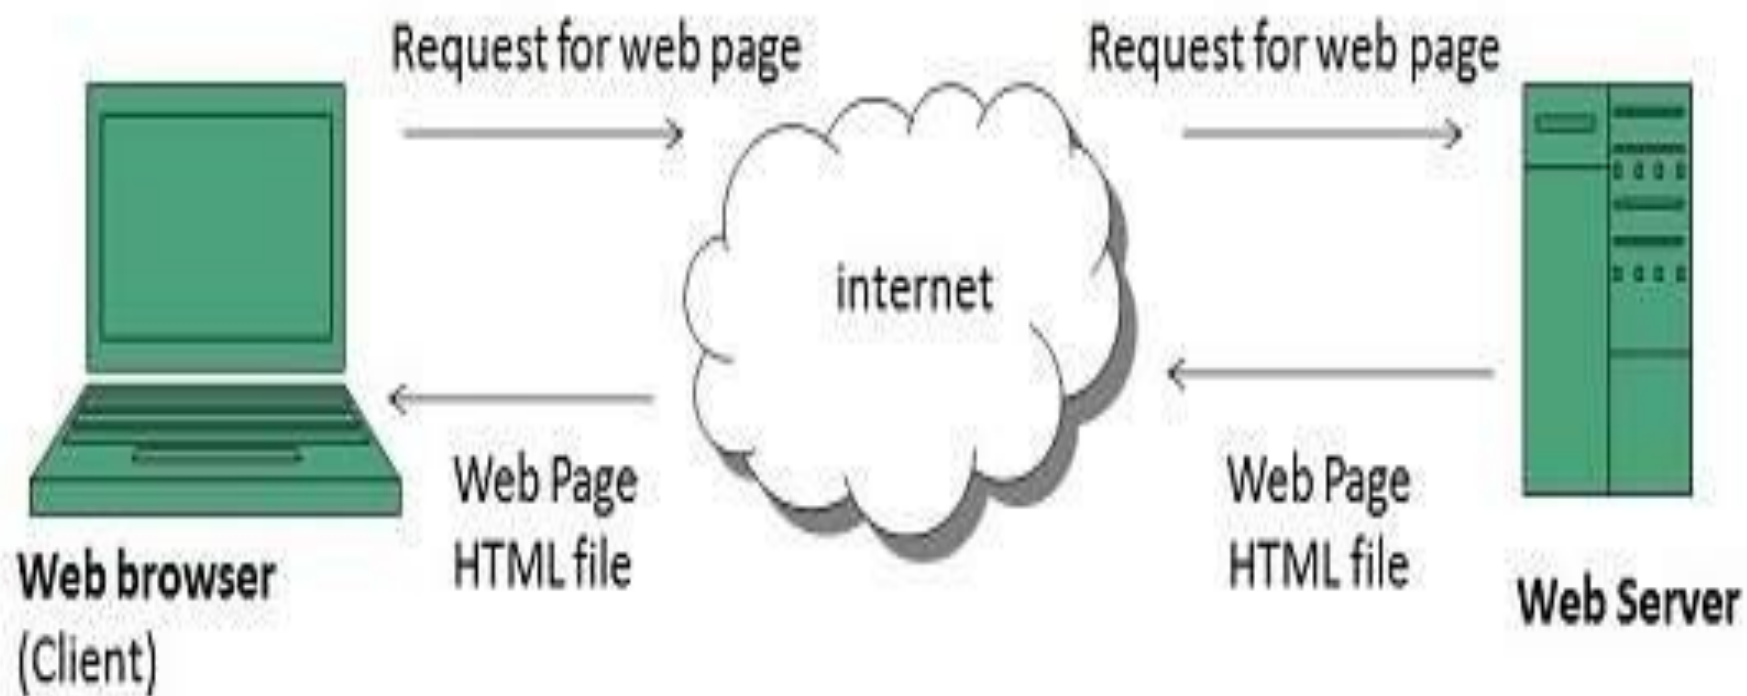 Request for web page
Request for web page
internet
Web Page
HTML file
Web Page
HTML file
Web browser
(Client)
Web Server